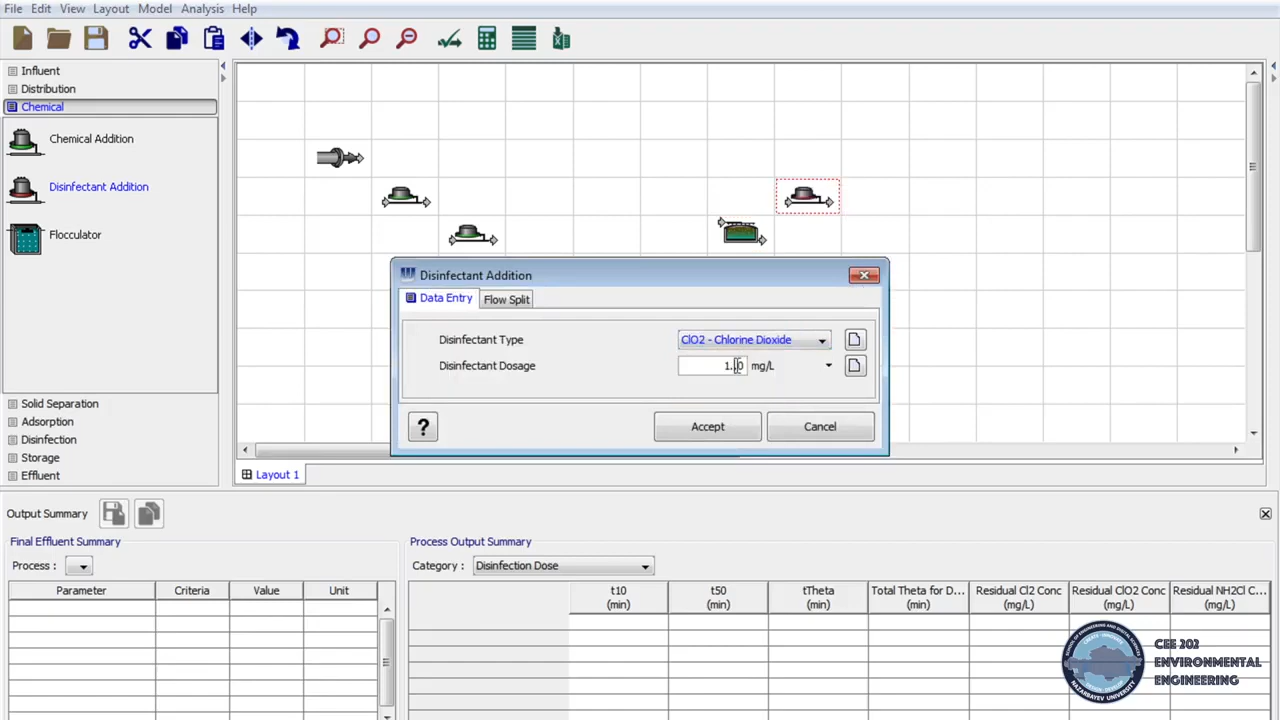 File Edit View Layout Model Analysis Help
Influent
Distribution
Chemical
Chemical Addition
Disinfectant Addition
Flocculator
Solid Separation
Adsorption
Disinfection
Storage
Effluent
Disinfectant Addition
Data Entry Flow Split
Disinfectant Type ClO2 - Chlorine Dioxide
Disinfectant Dosage mg/L
? Accept Cancel
Layout 1
Output Summary
Final Effluent Summary
Process :
Parameter Criteria Value Unit
Process Output Summary
Category : Disinfection Dose
t10 t50 tTheta Total Theta for D... Residual Cl2 Conc Residual ClO2 Conc Residual NH2Cl C...
(min) (min) (min) (min) (mg/L) (mg/L) (mg/L)
CEE 202
ENVIRONMENTAL
ENGINEERING
NAZARBAYEV UNIVERSITY